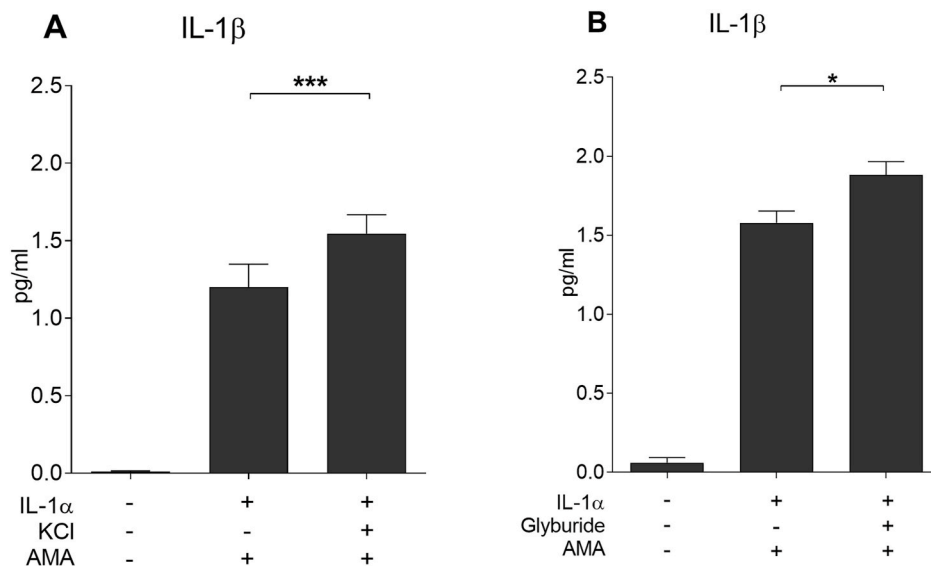 A IL-1β
***
2.5
2.0
1.5
1.0
0.5
0.0
pg/ml
IL-1α - + +
KCl - - +
AMA - + +
B IL-1β
*
2.5
2.0
1.5
1.0
0.5
0.0
pg/ml
IL-1α - + +
Glyburide - - +
AMA - + +